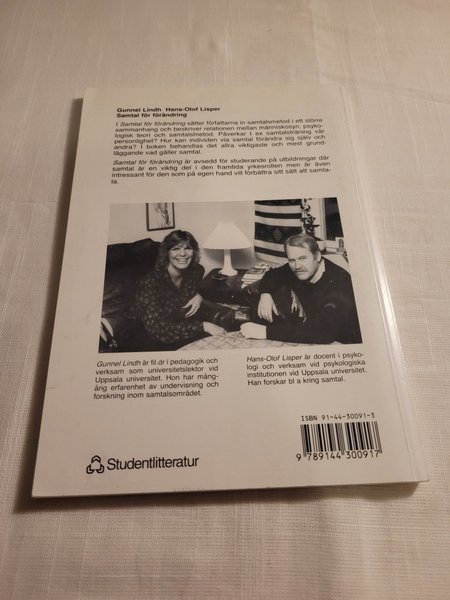 Gunnel Lindh Hans-Olof Lisper
Samtal för förändring
I Samtal för förändring sätter författarna in samtalsmetod i ett större
sammanhang och beskriver relationen mellan människosyn, psyko-
logisk teori och samtalsmetod. Påverkar t ex samtalsträning vår
personlighet? Hur kan individen via samtal förändra sig själv och
andra? I boken behandlas det allra viktigaste och mest grund-
läggande vad gäller samtal.
Samtal för förändring är avsedd för studerande på utbildningar där
samtal är en viktig del i den framtida yrkesrollen men är även
intressant för den som på egen hand vill förbättra sitt sätt att samta-
la.
Gunnel Lindh är fil.dr i pedagogik och
verksam som universitetslektor vid
Uppsala universitet. Hon har mång-
årig erfarenhet av undervisning och
forskning inom samtalsområdet.
Hans-Olof Lisper är docent i psyko-
logi och verksam vid psykologiska
institutionen vid Uppsala universitet.
Han forskar bl a kring samtal.
ISBN 91-44-30091-3
9 789144 300917
Studentlitteratur